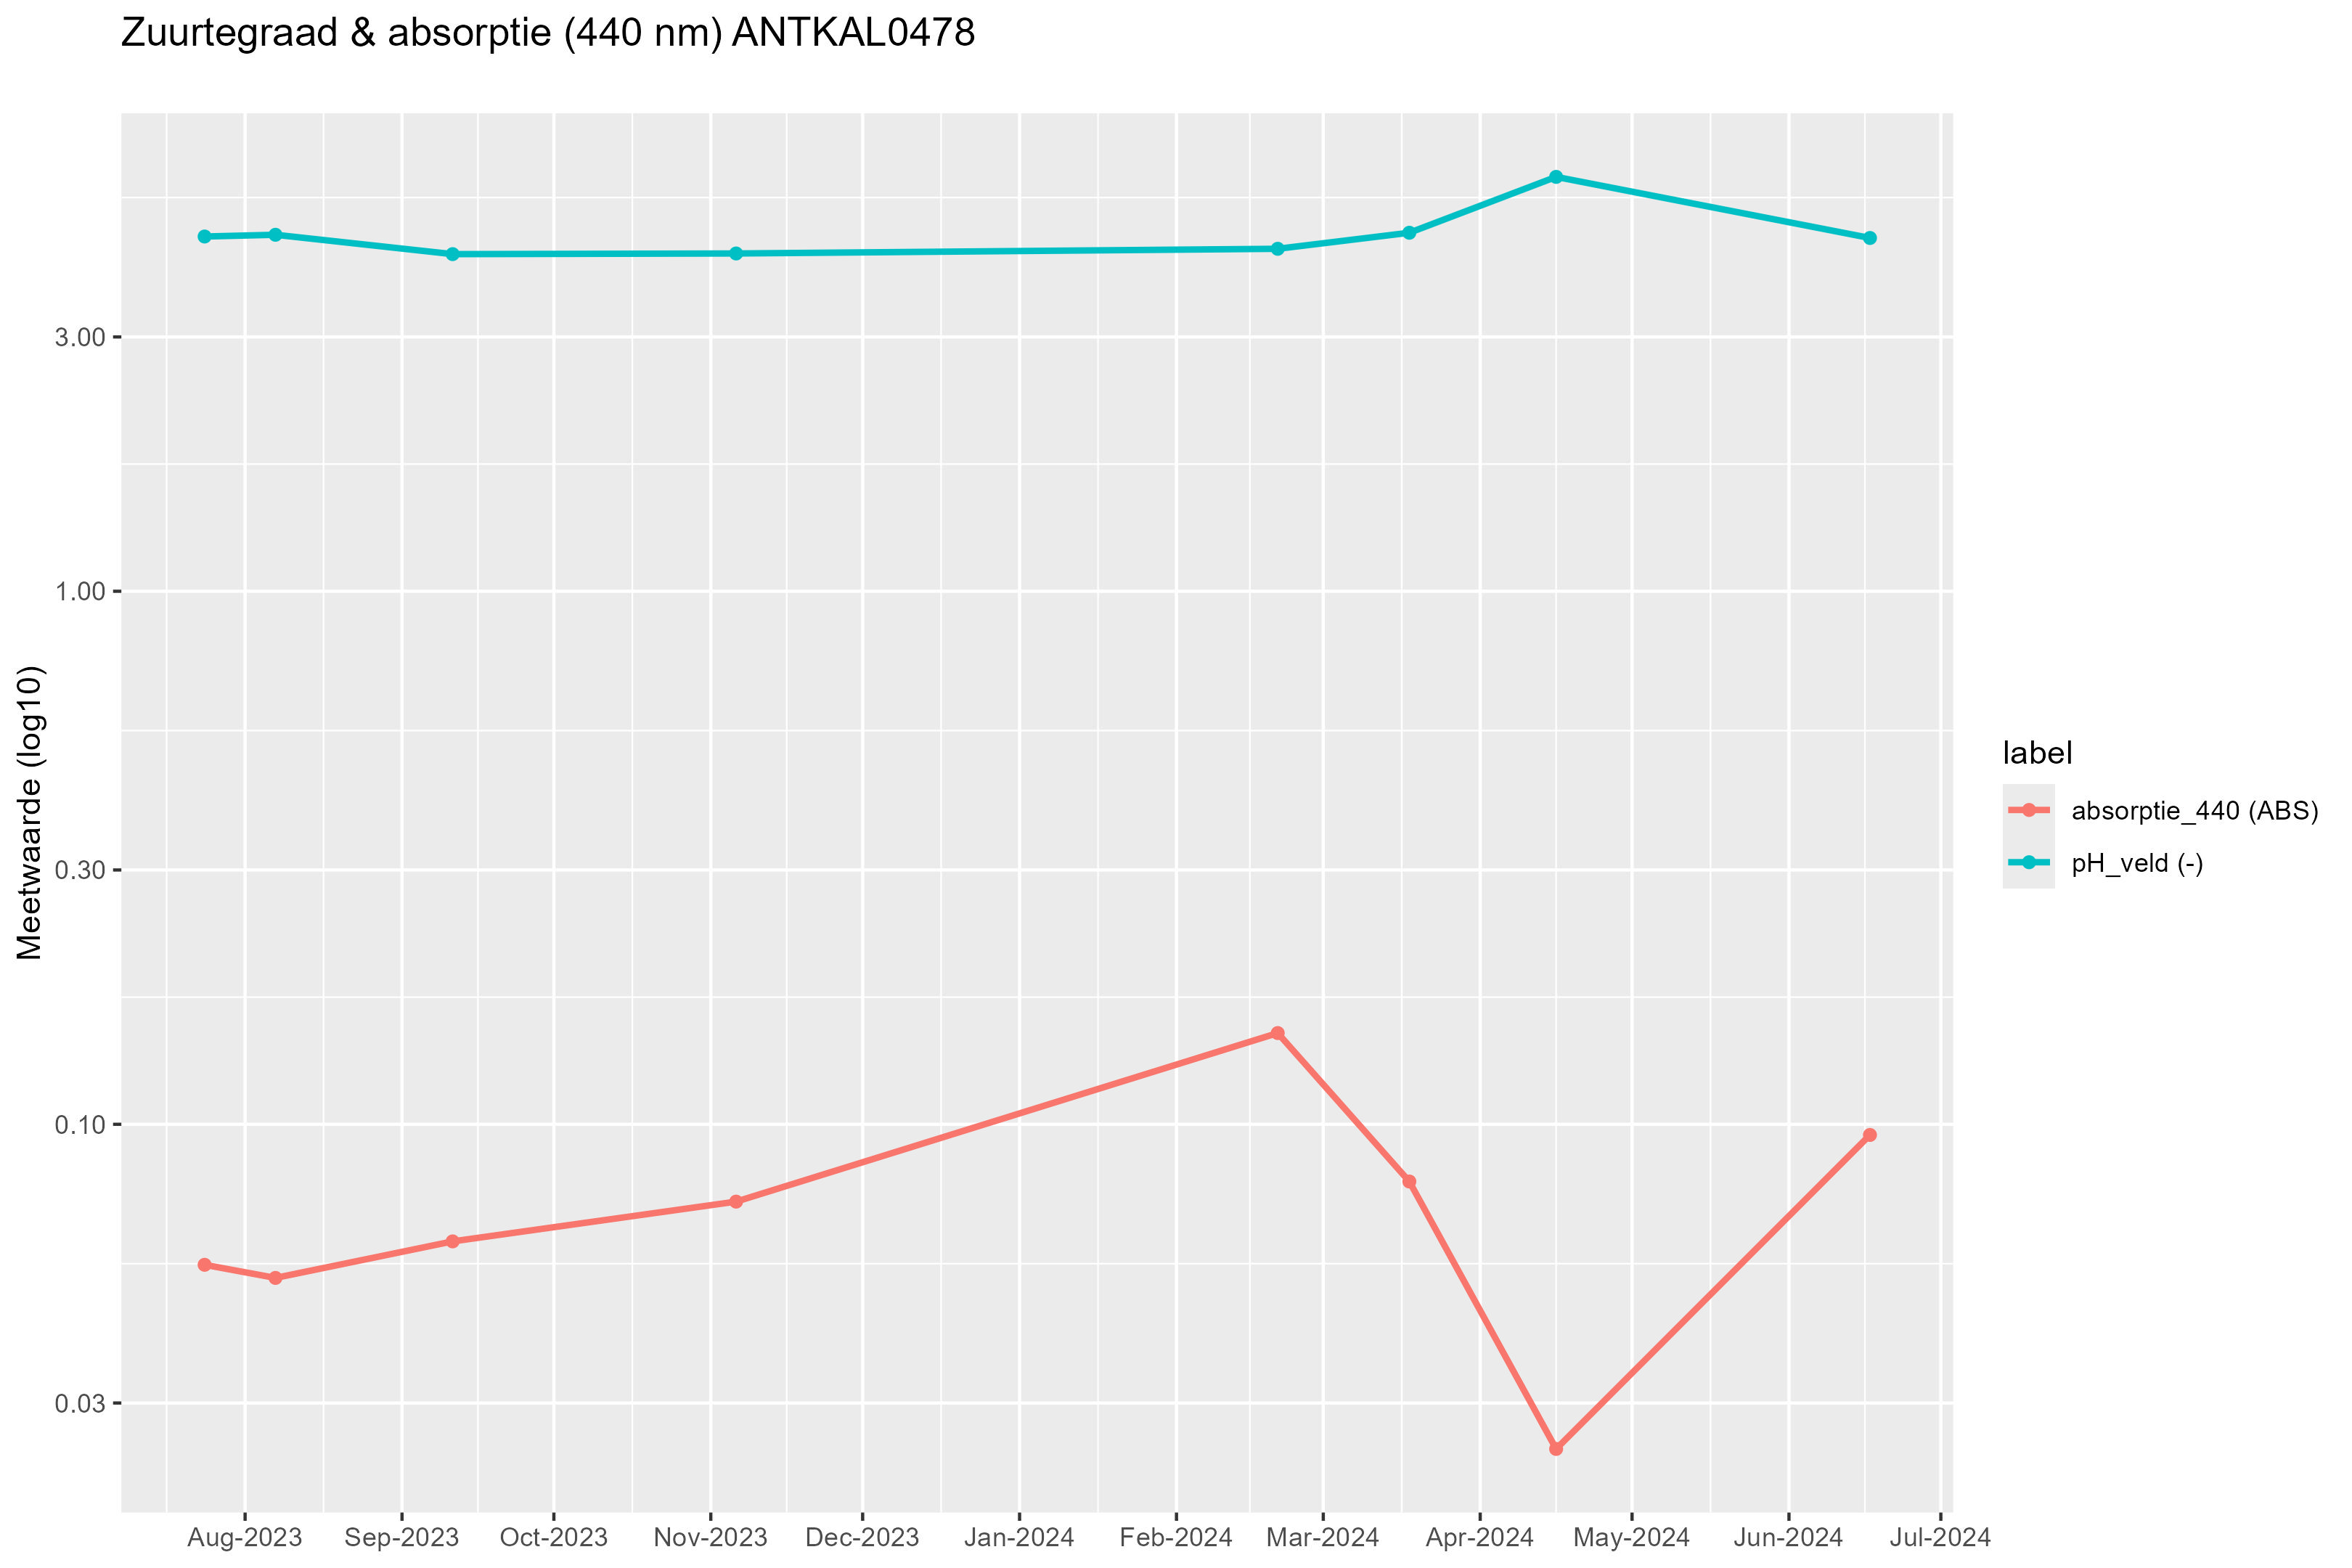 Zuurtegraad & absorptie (440 nm) ANTKAL0478
Meetwaarde (log10)
3.00
1.00
0.30
0.10
0.03
Aug-2023 Sep-2023 Oct-2023 Nov-2023 Dec-2023 Jan-2024 Feb-2024 Mar-2024 Apr-2024 May-2024 Jun-2024 Jul-2024
label
absorptie_440 (ABS)
pH_veld (-)